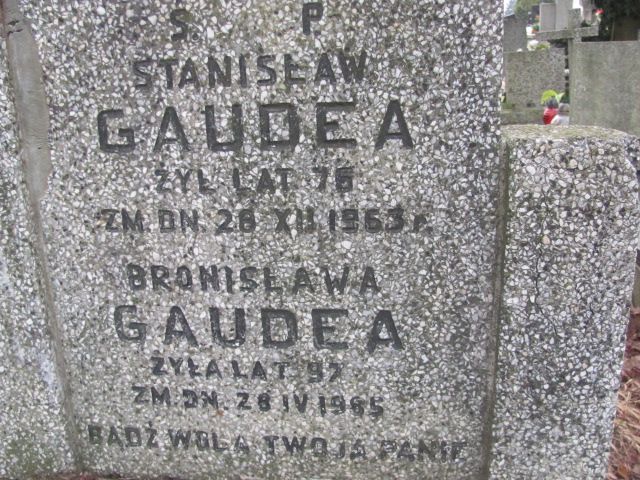 S P
STANISŁAW
GAUDEA
ŻYŁ LAT 76
ZM. DN. 28 XII 1963 r.
BRONISŁAWA
GAUDEA
ŻYŁA LAT 97
ZM. DN. 28 IV 1985
BĄDŹ WOLA TWOJA PANIE